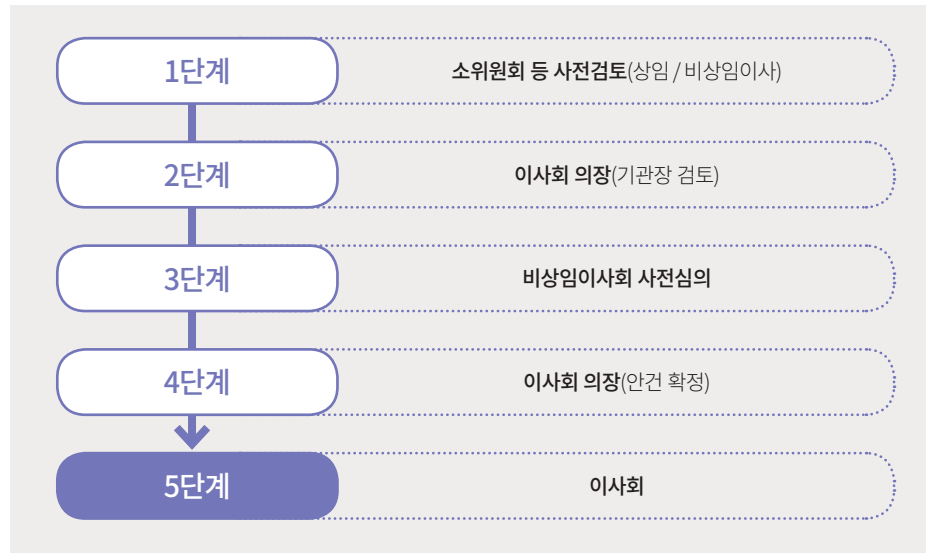 1단계
소위원회 등 사전검토(상임 / 비상임이사)
2단계
이사회 의장(기관장 검토)
3단계
비상임이사회 사전심의
4단계
이사회 의장(안건 확정)
5단계
이사회